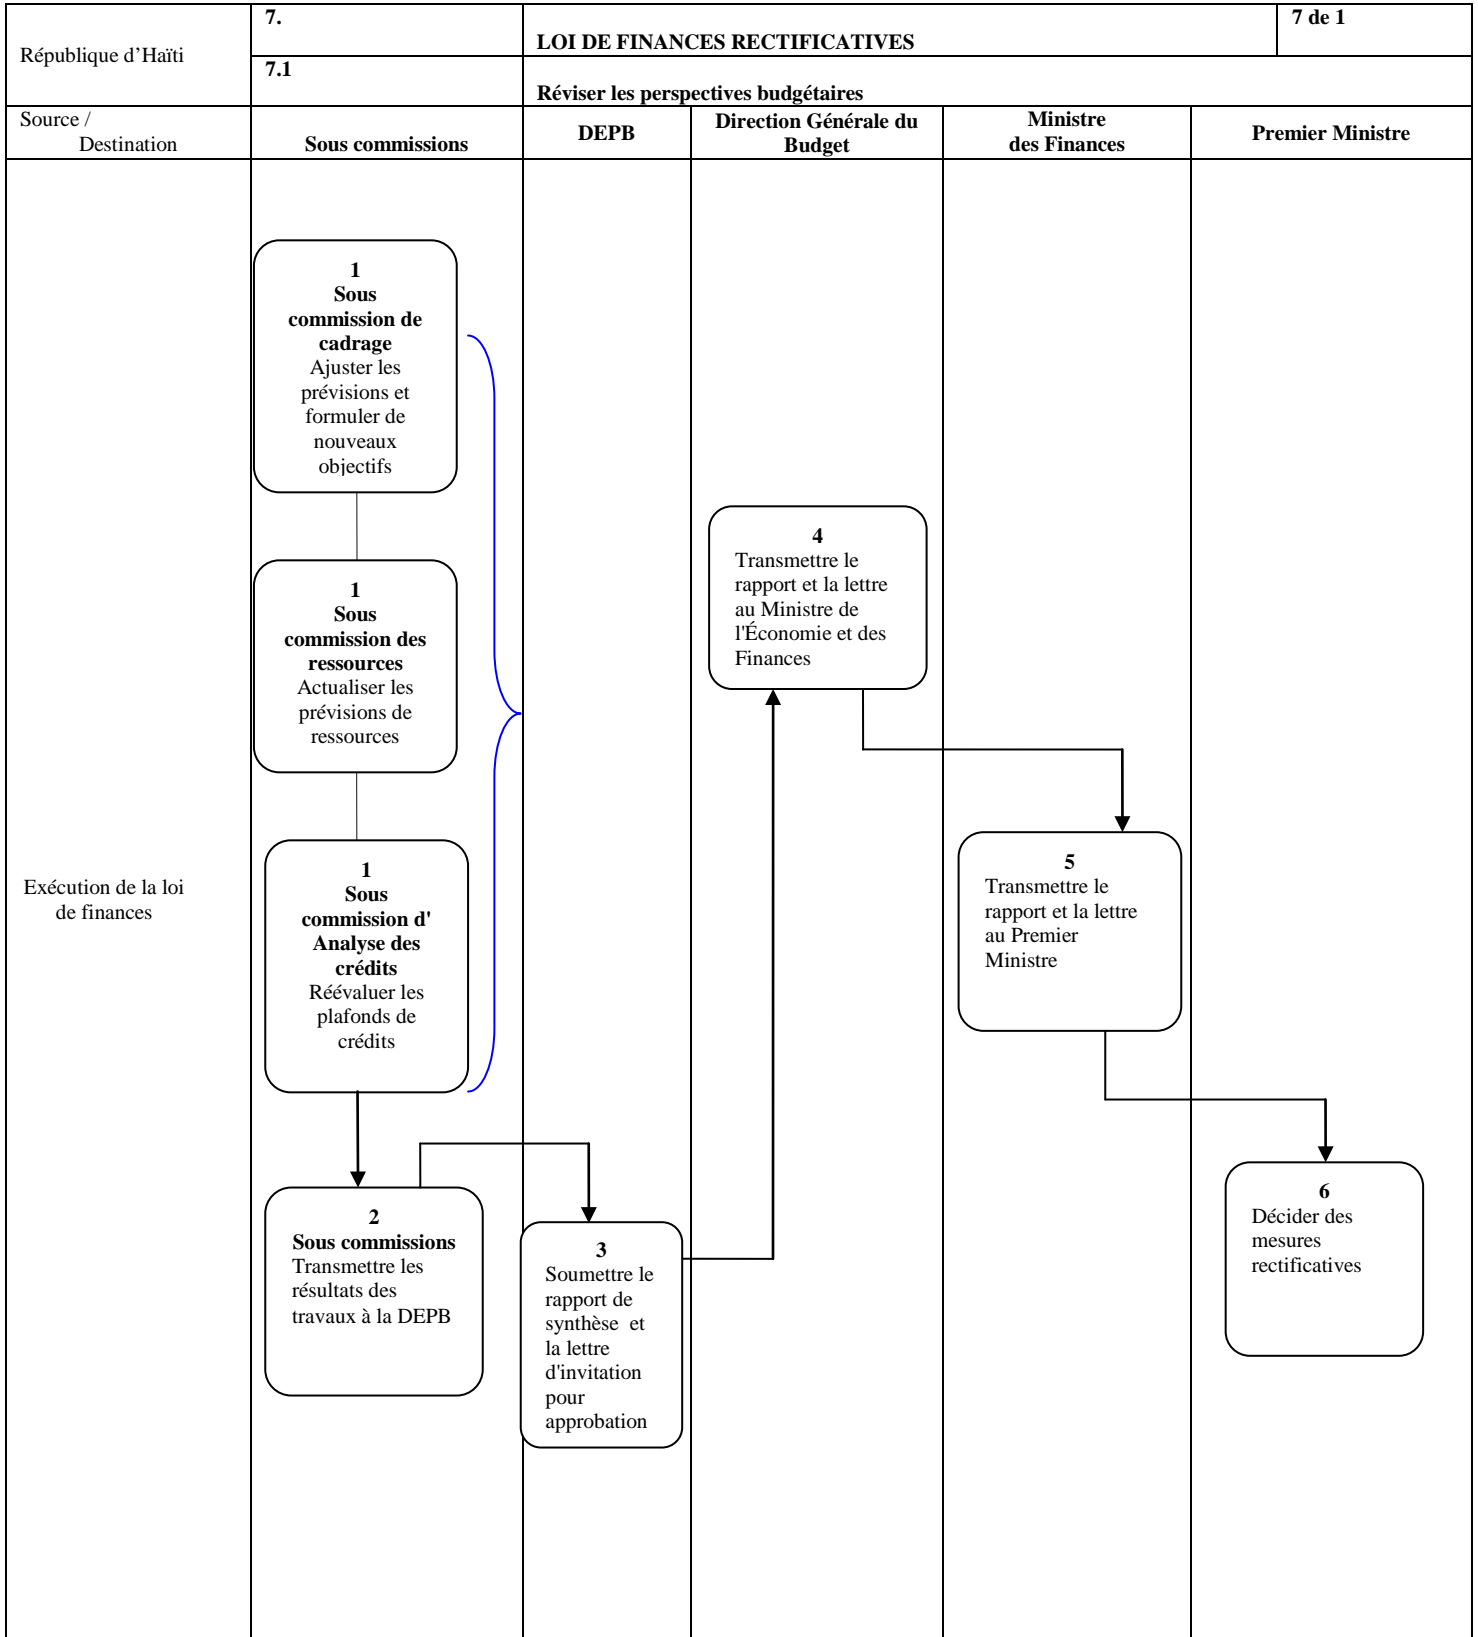 République d’Haïti
7.
LOI DE FINANCES RECTIFICATIVES
7 de 1
7.1
Réviser les perspectives budgétaires
Source /
Destination
Sous commissions
DEPB
Direction Générale du
Budget
Ministre
des Finances
Premier Ministre
Exécution de la loi
de finances
1
Sous
commission de
cadrage
Ajuster les
prévisions et
formuler de
nouveaux
objectifs
1
Sous
commission des
ressources
Actualiser les
prévisions de
ressources
1
Sous
commission d'
Analyse des
crédits
Réévaluer les
plafonds de
crédits
2
Sous commissions
Transmettre les
résultats des
travaux à la DEPB
3
Soumettre le
rapport de
synthèse et
la lettre
d'invitation
pour
approbation
4
Transmettre le
rapport et la lettre
au Ministre de
l'Économie et des
Finances
5
Transmettre le
rapport et la lettre
au Premier
Ministre
6
Décider des
mesures
rectificatives